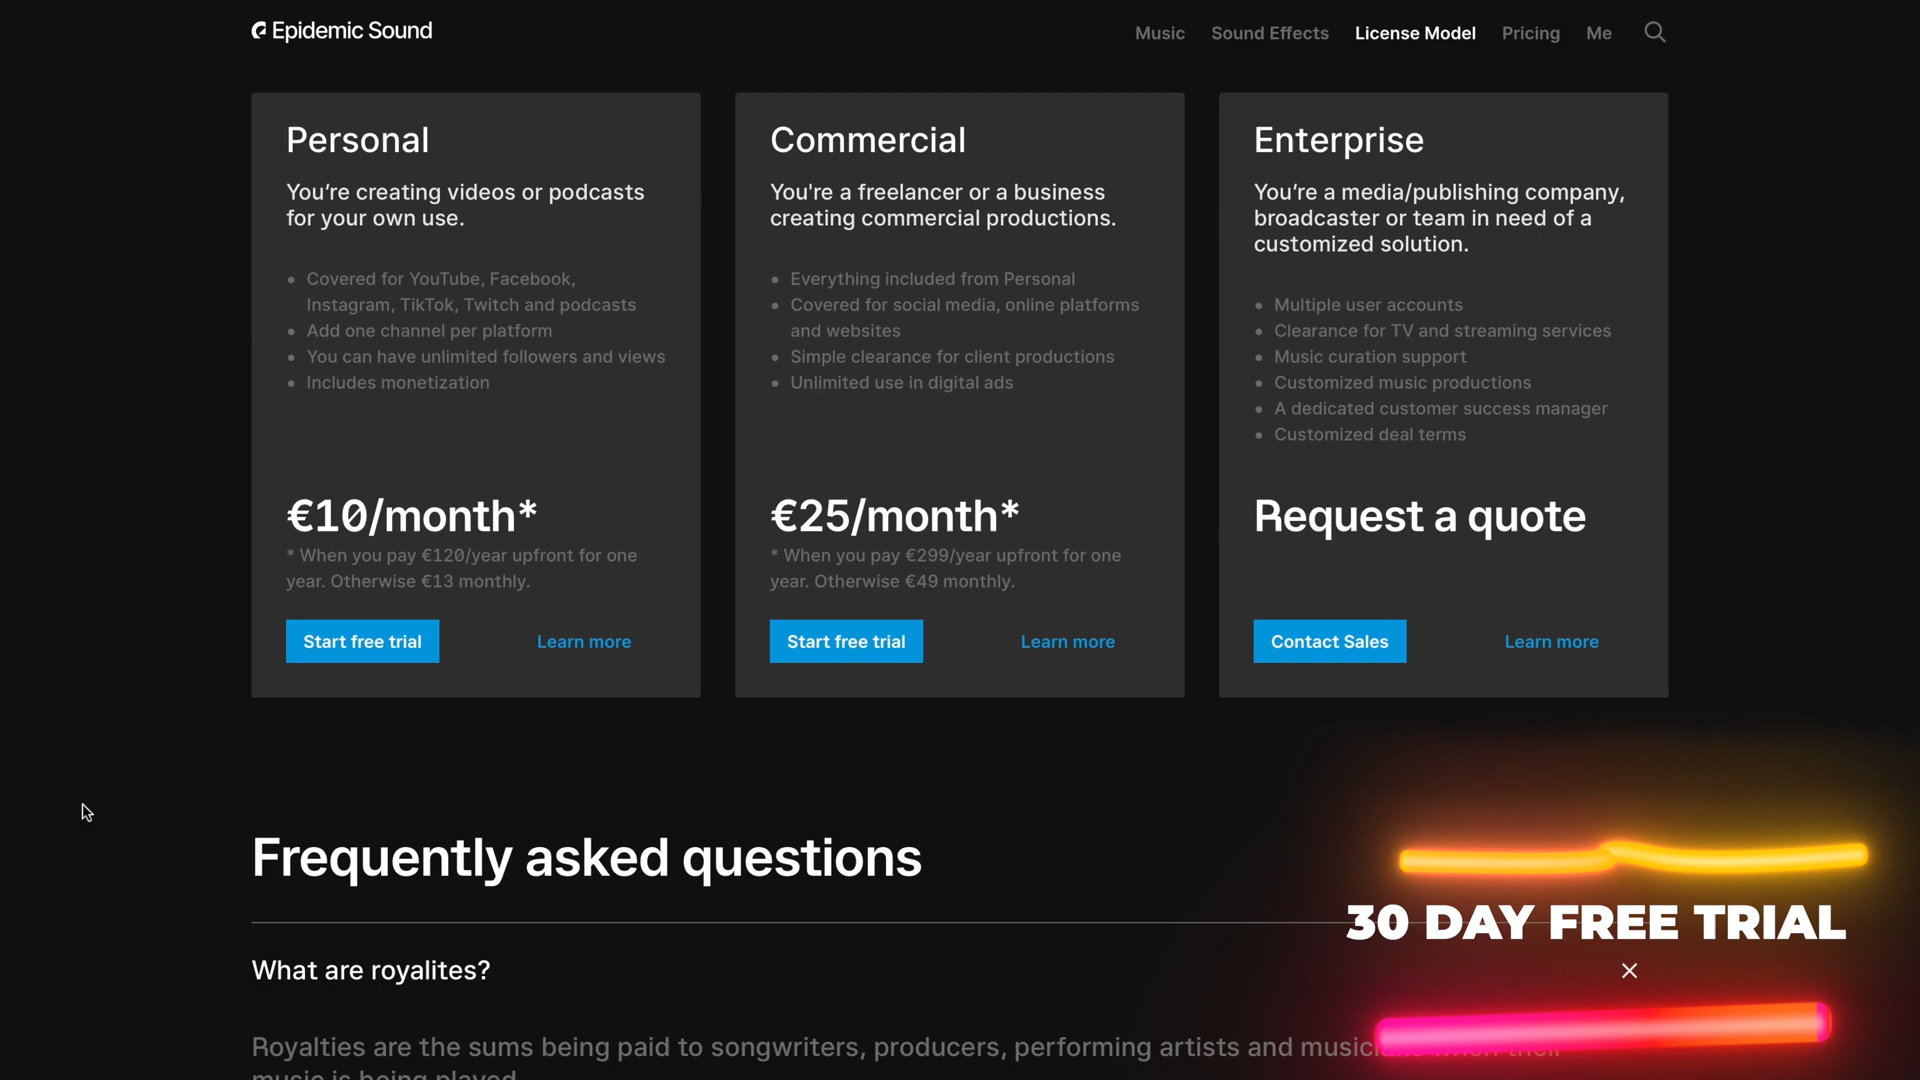 Epidemic Sound
Music
Sound Effects
License Model
Pricing
Me
Personal
You’re creating videos or podcasts
for your own use.
• Covered for YouTube, Facebook,
Instagram, TikTok, Twitch and podcasts
• Add one channel per platform
• You can have unlimited followers and views
• Includes monetization
€10/month*
* When you pay €120/year upfront for one
year. Otherwise €13 monthly.
Start free trial
Learn more
Commercial
You're a freelancer or a business
creating commercial productions.
• Everything included from Personal
• Covered for social media, online platforms
and websites
• Simple clearance for client productions
• Unlimited use in digital ads
€25/month*
* When you pay €299/year upfront for one
year. Otherwise €49 monthly.
Start free trial
Learn more
Enterprise
You’re a media/publishing company,
broadcaster or team in need of a
customized solution.
• Multiple user accounts
• Clearance for TV and streaming services
• Music curation support
• Customized music productions
• A dedicated customer success manager
• Customized deal terms
Request a quote
Contact Sales
Learn more
Frequently asked questions
30 DAY FREE TRIAL
What are royalites?
Royalties are the sums being paid to songwriters, producers, performing artists and musicians when their
music is being played